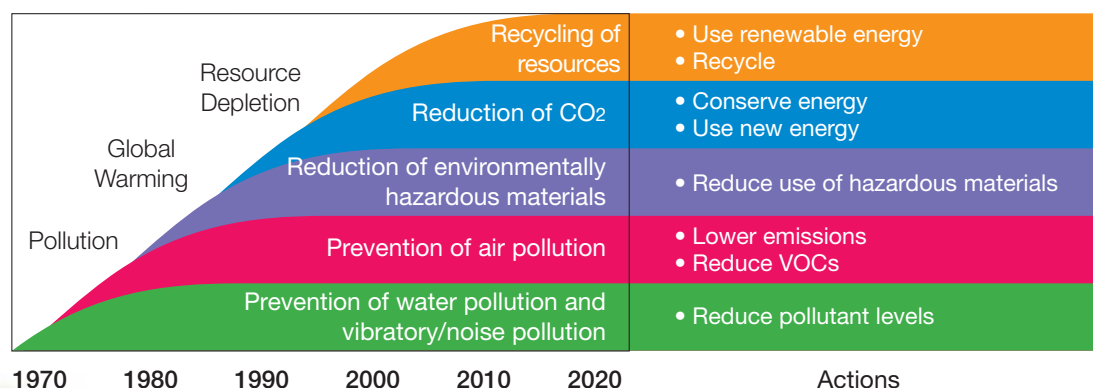 Recycling of
resources
• Use renewable energy
• Recycle
Resource
Depletion
Reduction of CO2
• Conserve energy
• Use new energy
Global
Warming
Reduction of environmentally
hazardous materials
• Reduce use of hazardous materials
Pollution
Prevention of air pollution
• Lower emissions
• Reduce VOCs
Prevention of water pollution and
vibratory/noise pollution
• Reduce pollutant levels
1970 1980 1990 2000 2010 2020 Actions